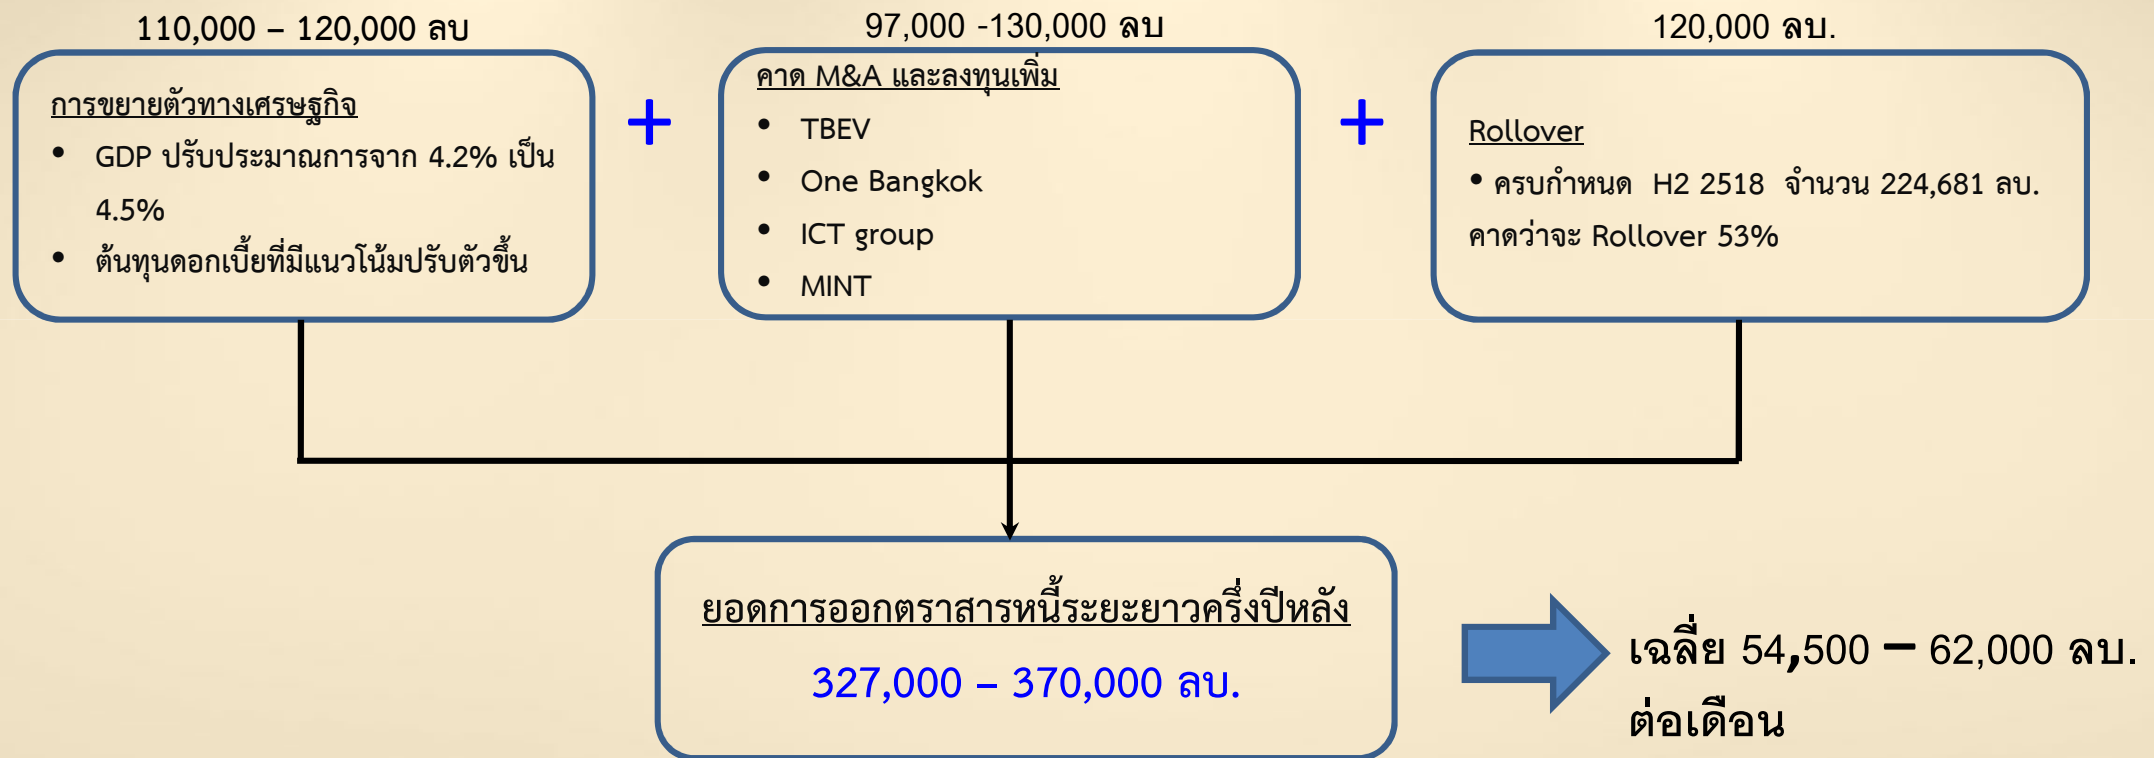 110,000 – 120,000 ลบ
การขยายตัวทางเศรษฐกิจ
• GDP ปรับประมาณการจาก 4.2% เป็น
4.5%
• ต้นทุนดอกเบี้ยที่มีแนวโน้มปรับตัวขึ้น
+
97,000 -130,000 ลบ
คาด M&A และลงทุนเพิ่ม
• TBEV
• One Bangkok
• ICT group
• MINT
+
120,000 ลบ.
Rollover
• ครบกำหนด H2 2518 จำนวน 224,681 ลบ.
คาดว่าจะ Rollover 53%
ยอดการออกตราสารหนี้ระยะยาวครึ่งปีหลัง
327,000 – 370,000 ลบ.
เฉลี่ย 54,500 – 62,000 ลบ.
ต่อเดือน